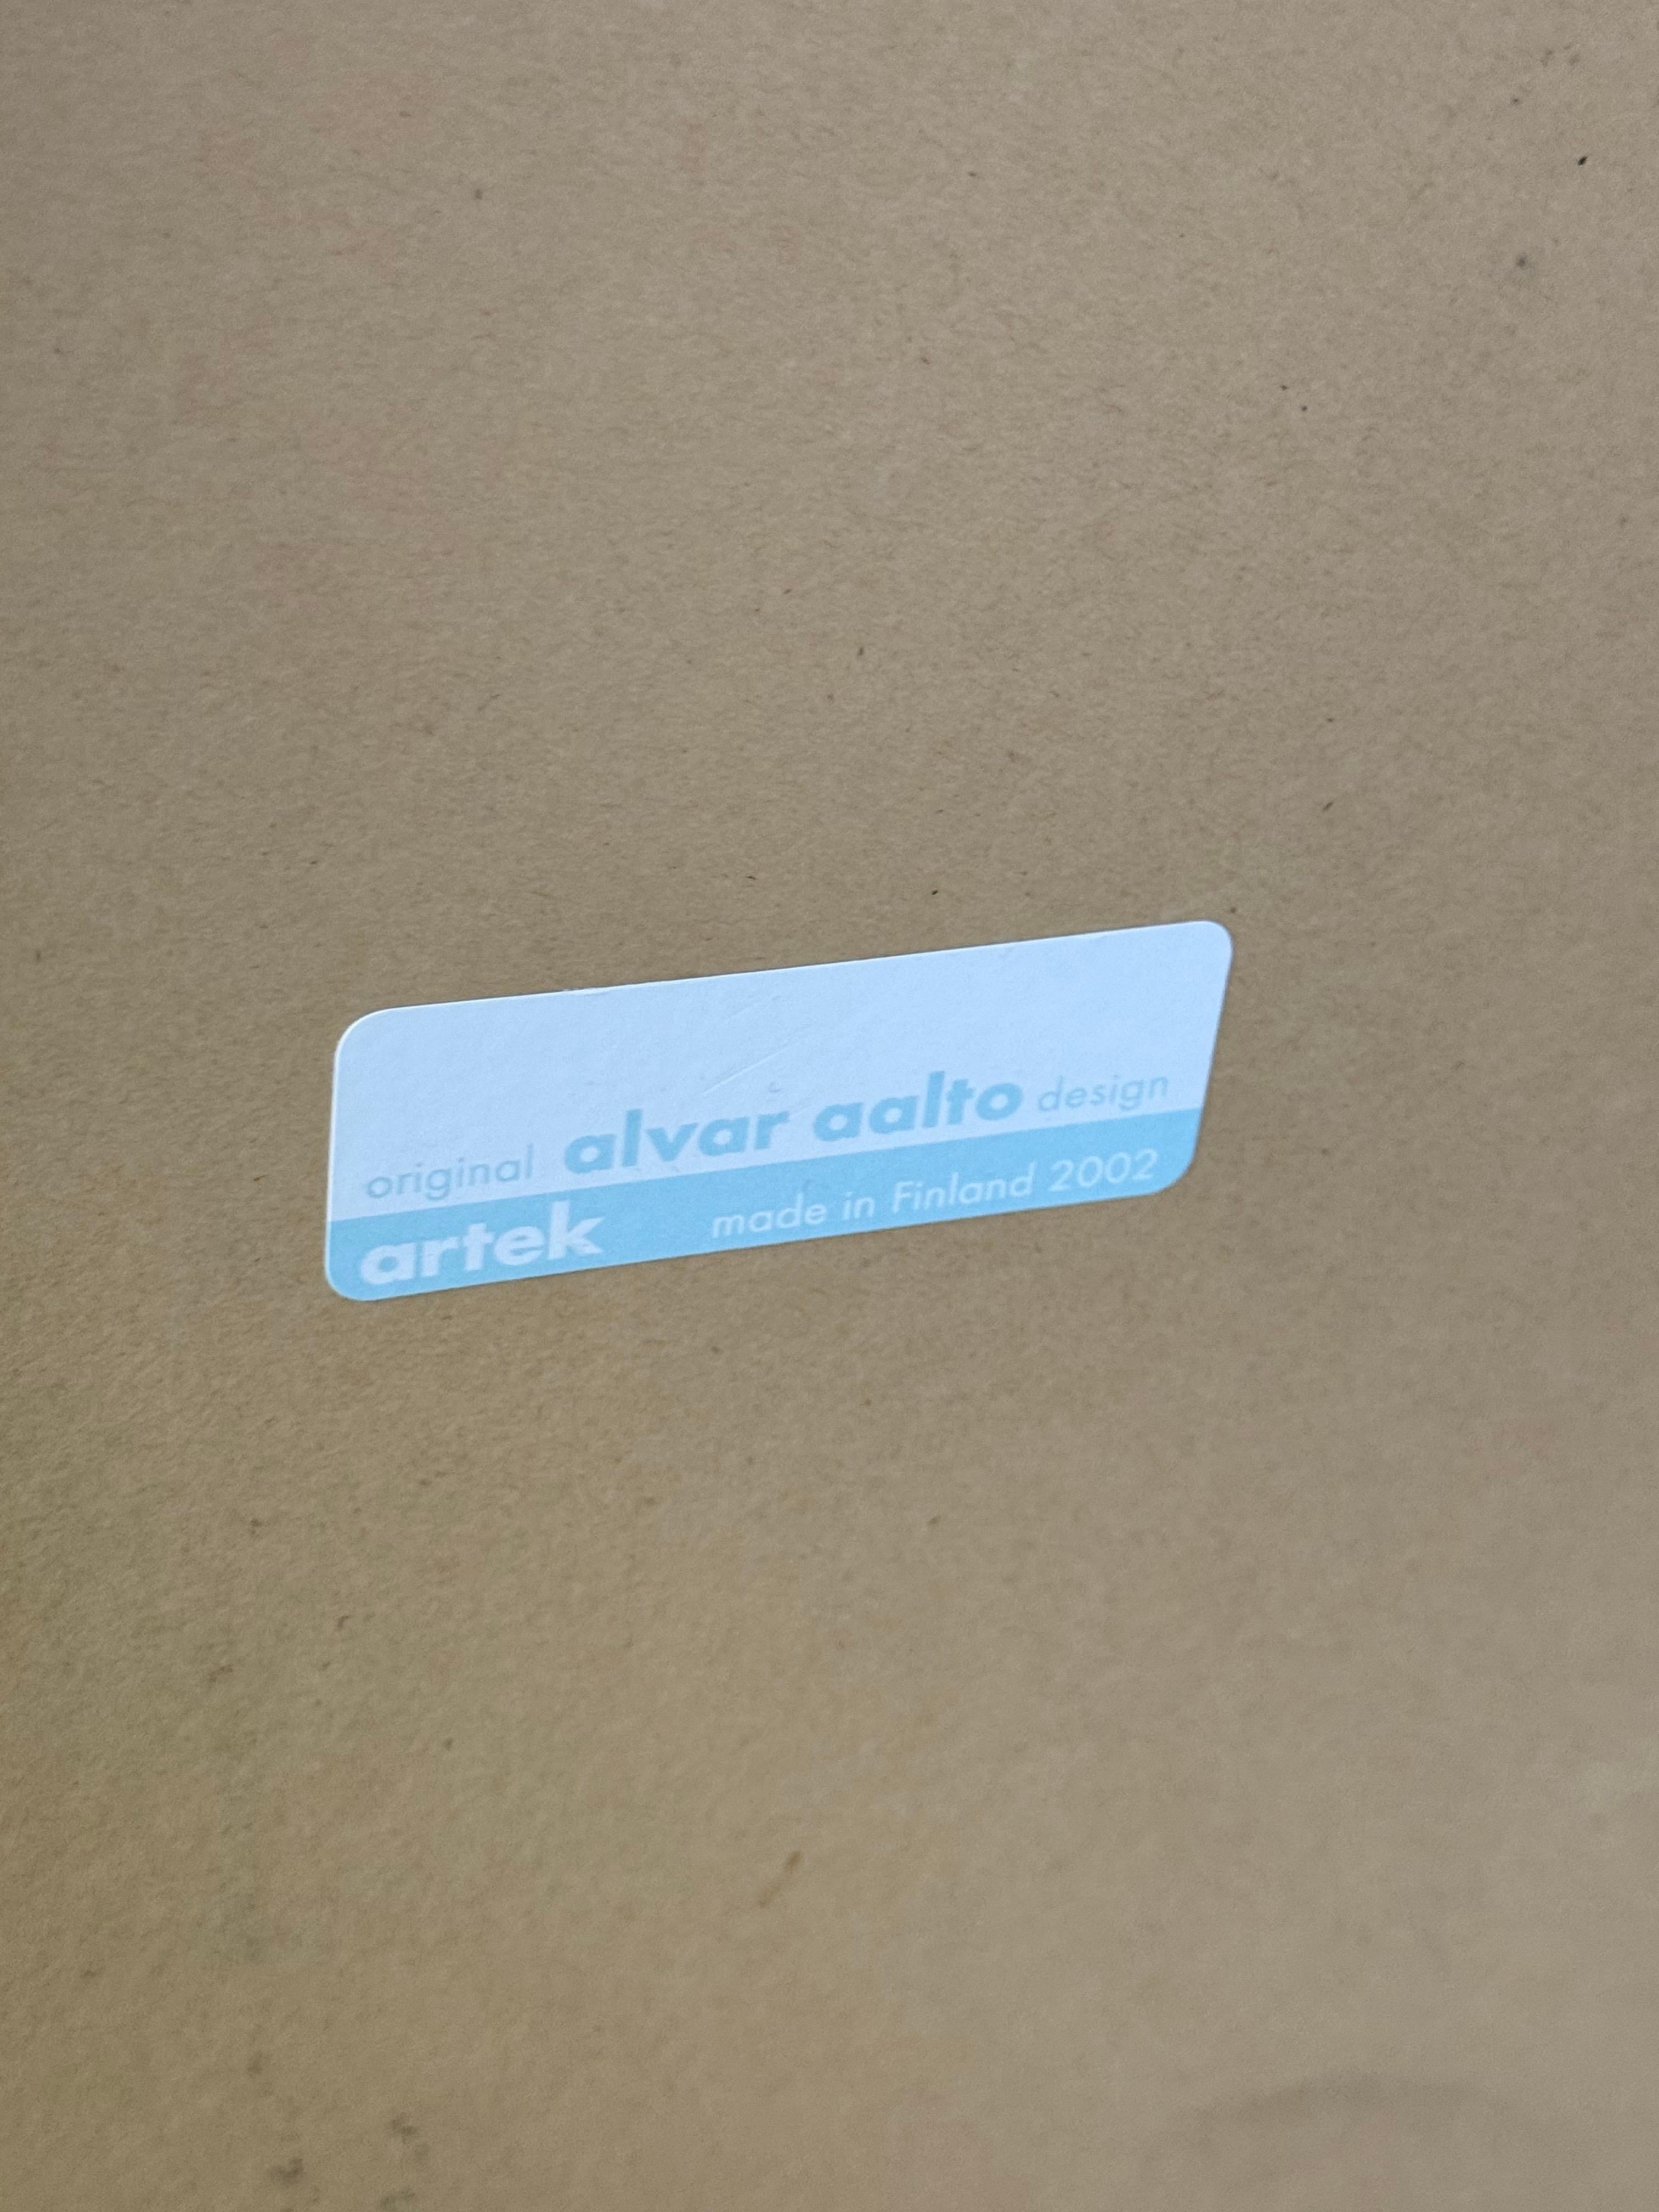 original alvar aalto design
artek made in Finland 2002